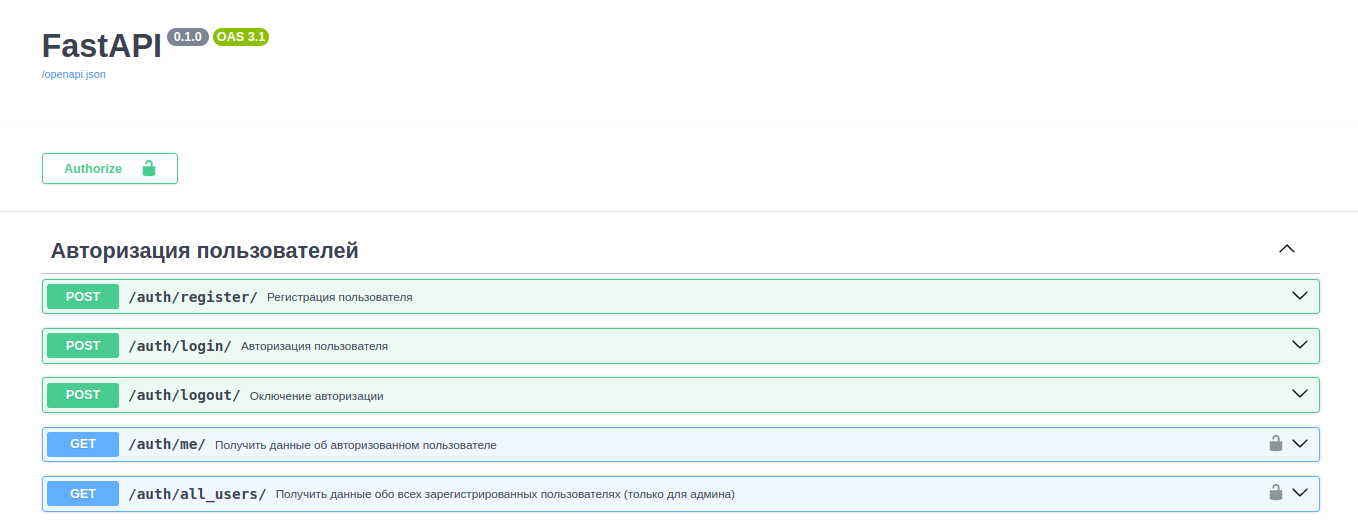 FastAPI 0.1.0 OAS 3.1
/openapi.json
Authorize
Авторизация пользователей
POST /auth/register/ Регистрация пользователя
POST /auth/login/ Авторизация пользователя
POST /auth/logout/ Оключение авторизации
GET /auth/me/ Получить данные об авторизованном пользователе
GET /auth/all_users/ Получить данные обо всех зарегистрированных пользователях (только для админа)